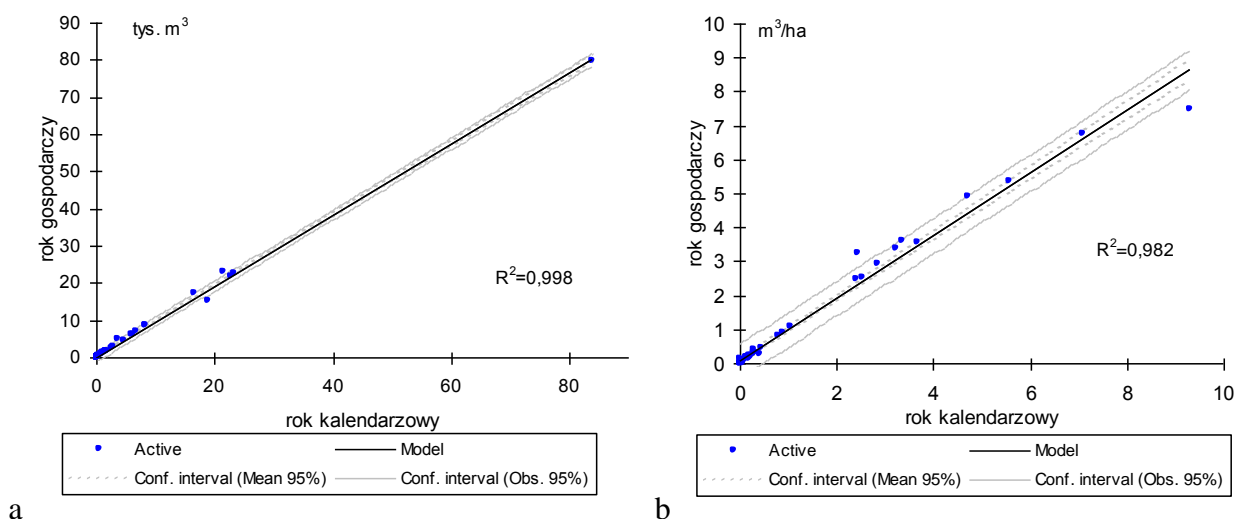 tys. m³
90
80
70
60
50
40
30
20
10
0
rok gospodarczy
R²=0,998
0 20 40 60 80
rok kalendarzowy
Active Model
Conf. interval (Mean 95%) Conf. interval (Obs. 95%)
a
m³/ha
10
9
8
7
6
5
4
3
2
1
0
rok gospodarczy
R²=0,982
0 2 4 6 8 10
rok kalendarzowy
Active Model
Conf. interval (Mean 95%) Conf. interval (Obs. 95%)
b